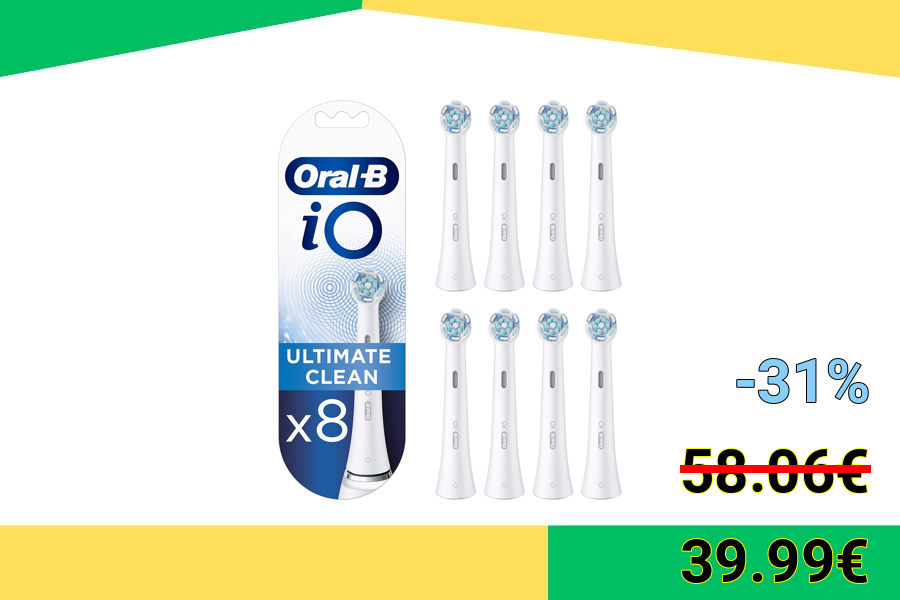 Oral-B
iO
ULTIMATE
CLEAN
x8
-31%
58.06€
39.99€